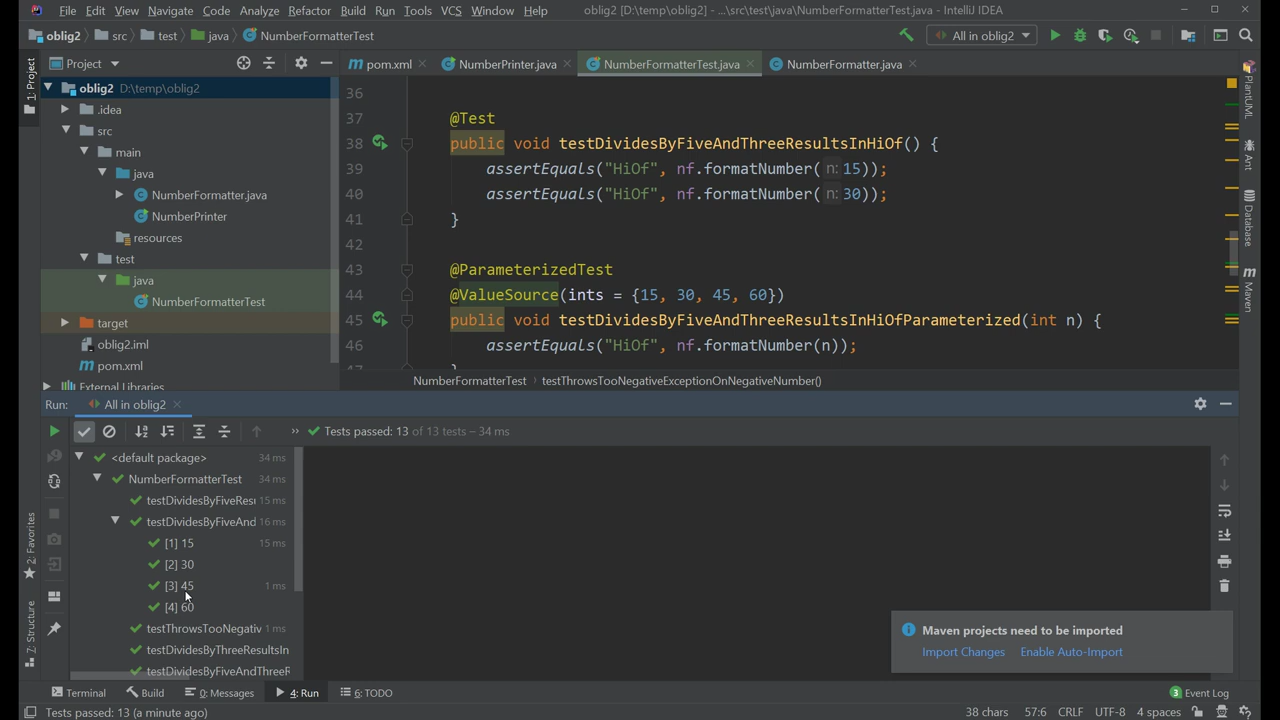 File Edit View Navigate Code Analyze Refactor Build Run Tools VCS Window Help oblig2 [D:\temp\oblig2] - ...\src\test\java\NumberFormatterTest.java - IntelliJ IDEA
oblig2 src test java NumberFormatterTest All in oblig2
1: Project
Project
pom.xml NumberPrinter.java NumberFormatterTest.java NumberFormatter.java
oblig2 D:\temp\oblig2
.idea
src
main
java
NumberFormatter.java
NumberPrinter
resources
test
java
NumberFormatterTest
target
oblig2.iml
pom.xml
External Libraries
36
37 @Test
38 public void testDividesByFiveAndThreeResultsInHiOf() {
39 assertEquals("HiOf", nf.formatNumber( n: 15));
40 assertEquals("HiOf", nf.formatNumber( n: 30));
41 }
42
43 @ParameterizedTest
44 @ValueSource(ints = {15, 30, 45, 60})
45 public void testDividesByFiveAndThreeResultsInHiOfParameterized(int n) {
46 assertEquals("HiOf", nf.formatNumber(n));
47 }
NumberFormatterTest testThrowsTooNegativeExceptionOnNegativeNumber()
PlantUML
Ant
Database
Maven
Run: All in oblig2
Tests passed: 13 of 13 tests – 34 ms
<default package> 34 ms
NumberFormatterTest 34 ms
testDividesByFiveResu 15 ms
testDividesByFiveAnd 16 ms
[1] 15 15 ms
[2] 30
[3] 45 1 ms
[4] 60
testThrowsTooNegativ 1 ms
testDividesByThreeResultsIn
testDividesByFiveAndThreeR
2: Favorites
7: Structure
Maven projects need to be imported
Import Changes Enable Auto-Import
Terminal Build 0: Messages 4: Run 6: TODO 3 Event Log
Tests passed: 13 (a minute ago) 38 chars 57:6 CRLF UTF-8 4 spaces